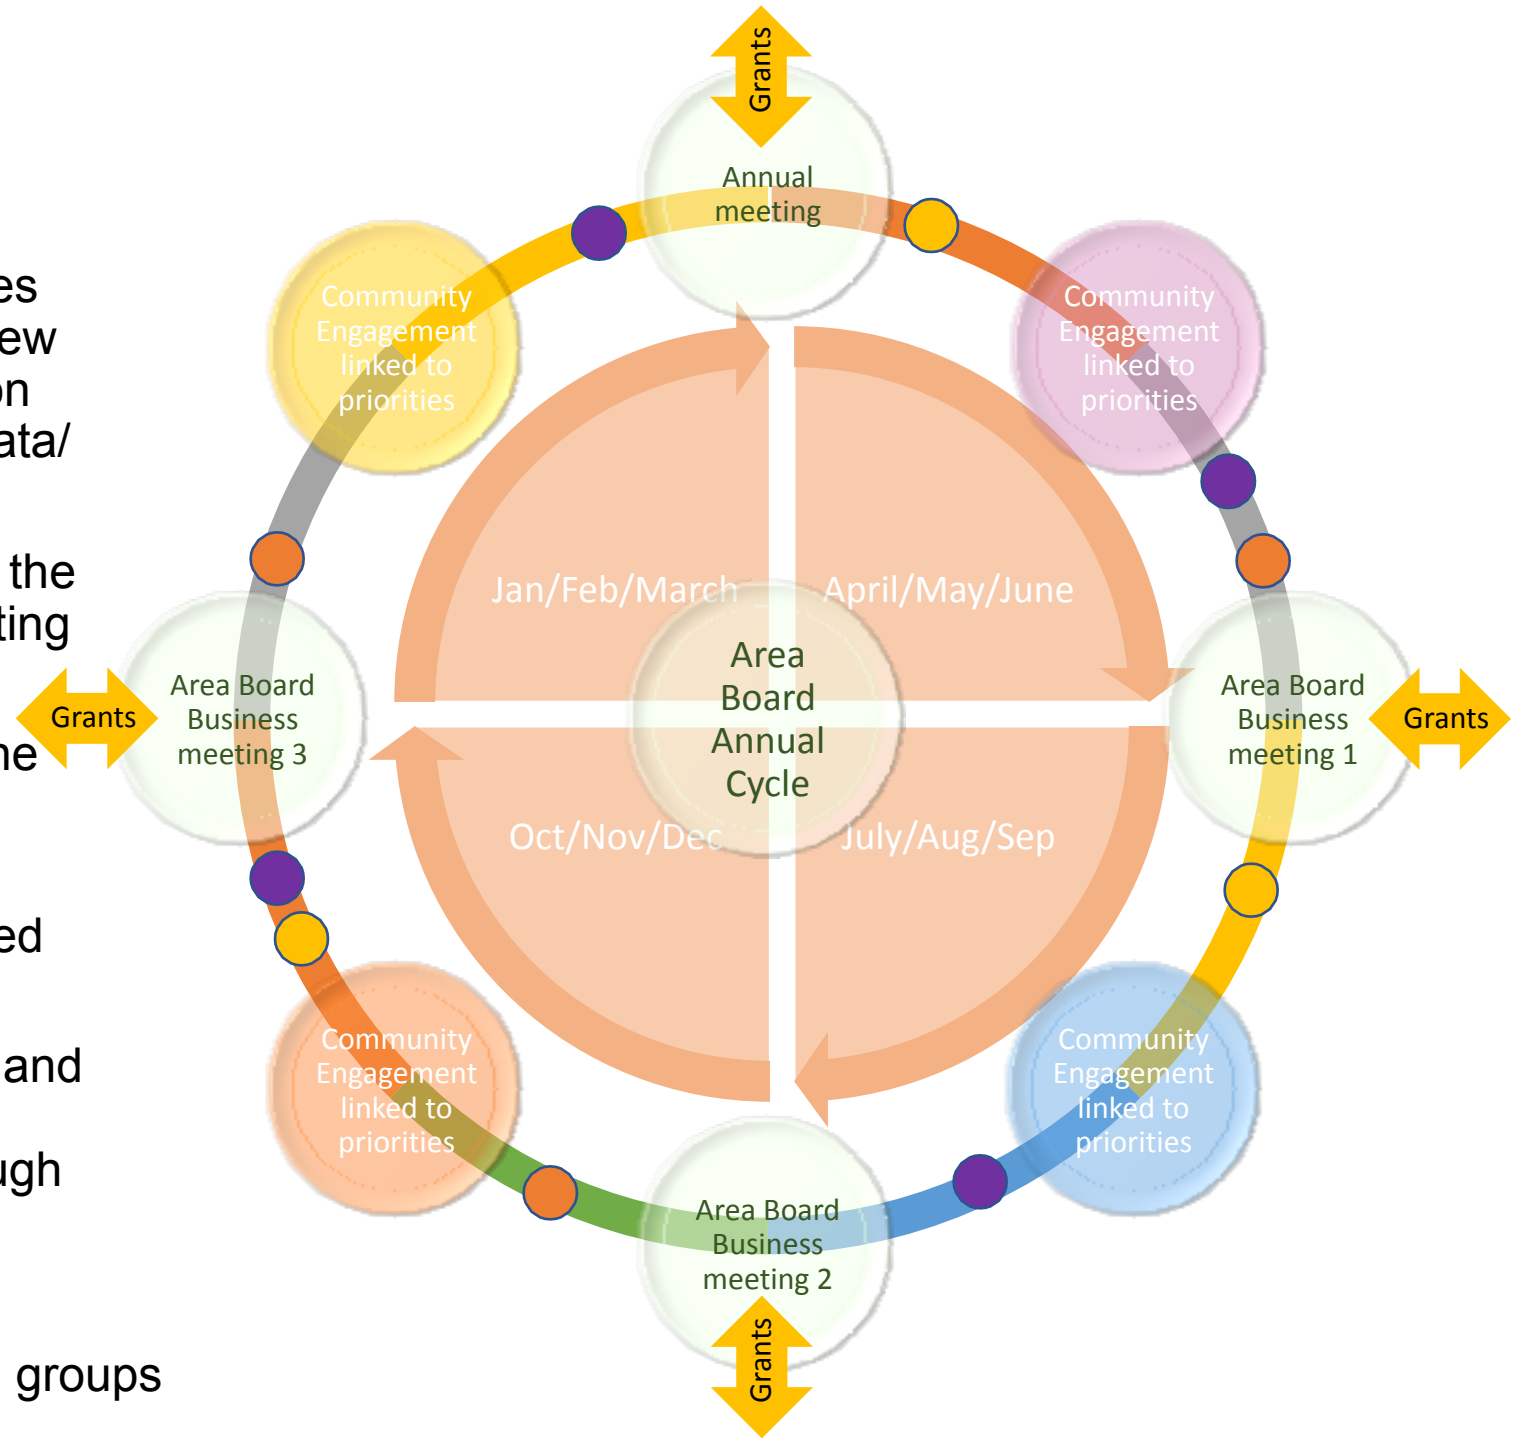 es
ew
on
ata/
the
ting
ne
ed
and
ugh
groups
Grants
Annual
meeting
Community
Engagement
linked to
priorities
Community
Engagement
linked to
priorities
Jan/Feb/March
April/May/June
Area
Board
Annual
Cycle
Grants
Area Board
Business
meeting 3
Area Board
Business
meeting 1
Grants
Oct/Nov/Dec
July/Aug/Sep
Community
Engagement
linked to
priorities
Community
Engagement
linked to
priorities
Area Board
Business
meeting 2
Grants